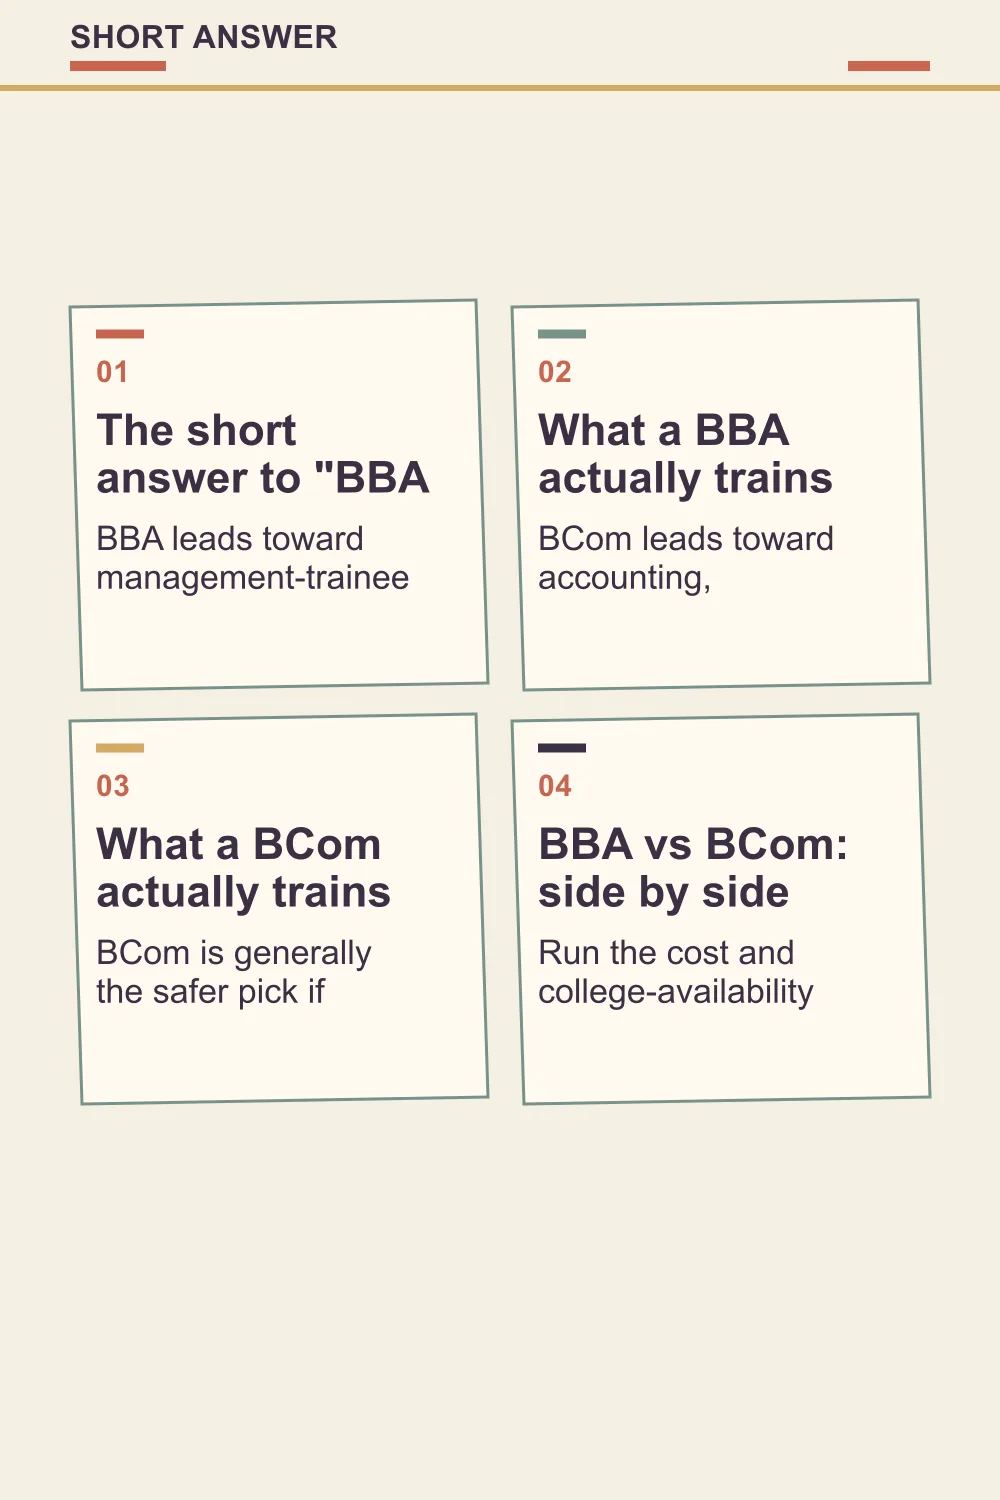 SHORT ANSWER
01
The short
answer to "BBA
BBA leads toward
management-trainee
02
What a BBA
actually trains
BCom leads toward
accounting,
03
What a BCom
actually trains
BCom is generally
the safer pick if
04
BBA vs BCom:
side by side
Run the cost and
college-availability